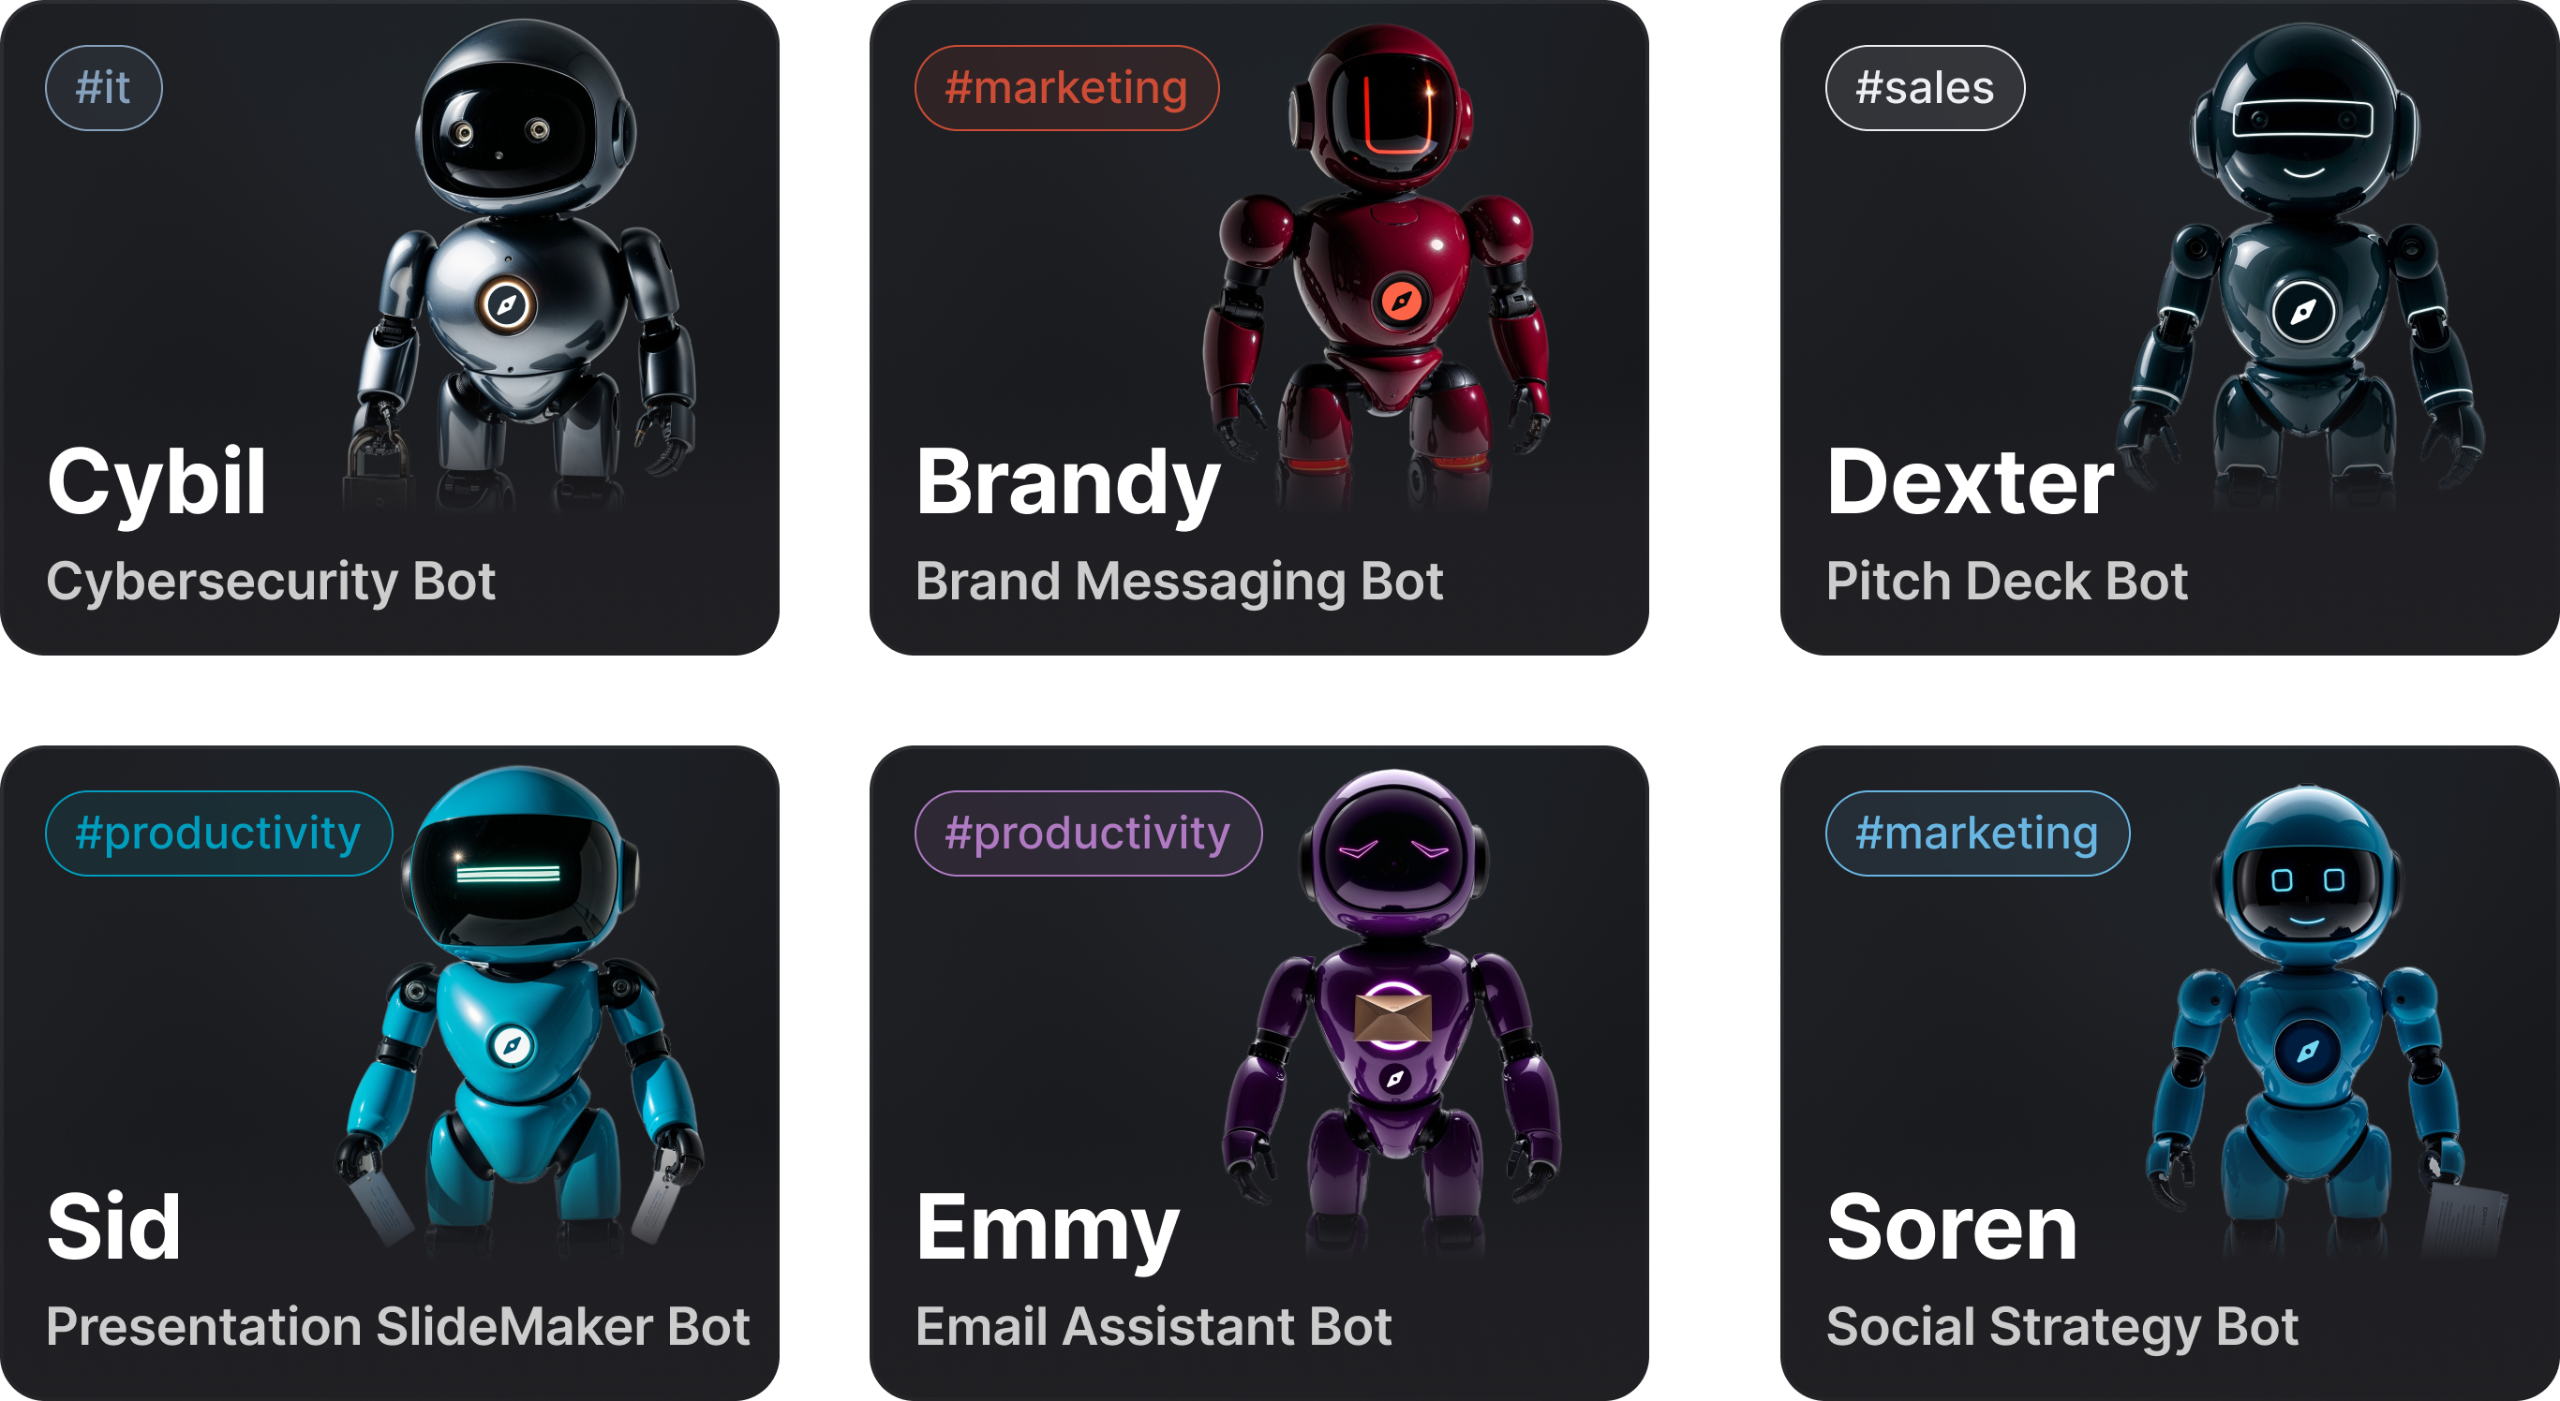 #it
Cybil
Cybersecurity Bot
#marketing
Brandy
Brand Messaging Bot
#sales
Dexter
Pitch Deck Bot
#productivity
Sid
Presentation SlideMaker Bot
#productivity
Emmy
Email Assistant Bot
#marketing
Soren
Social Strategy Bot